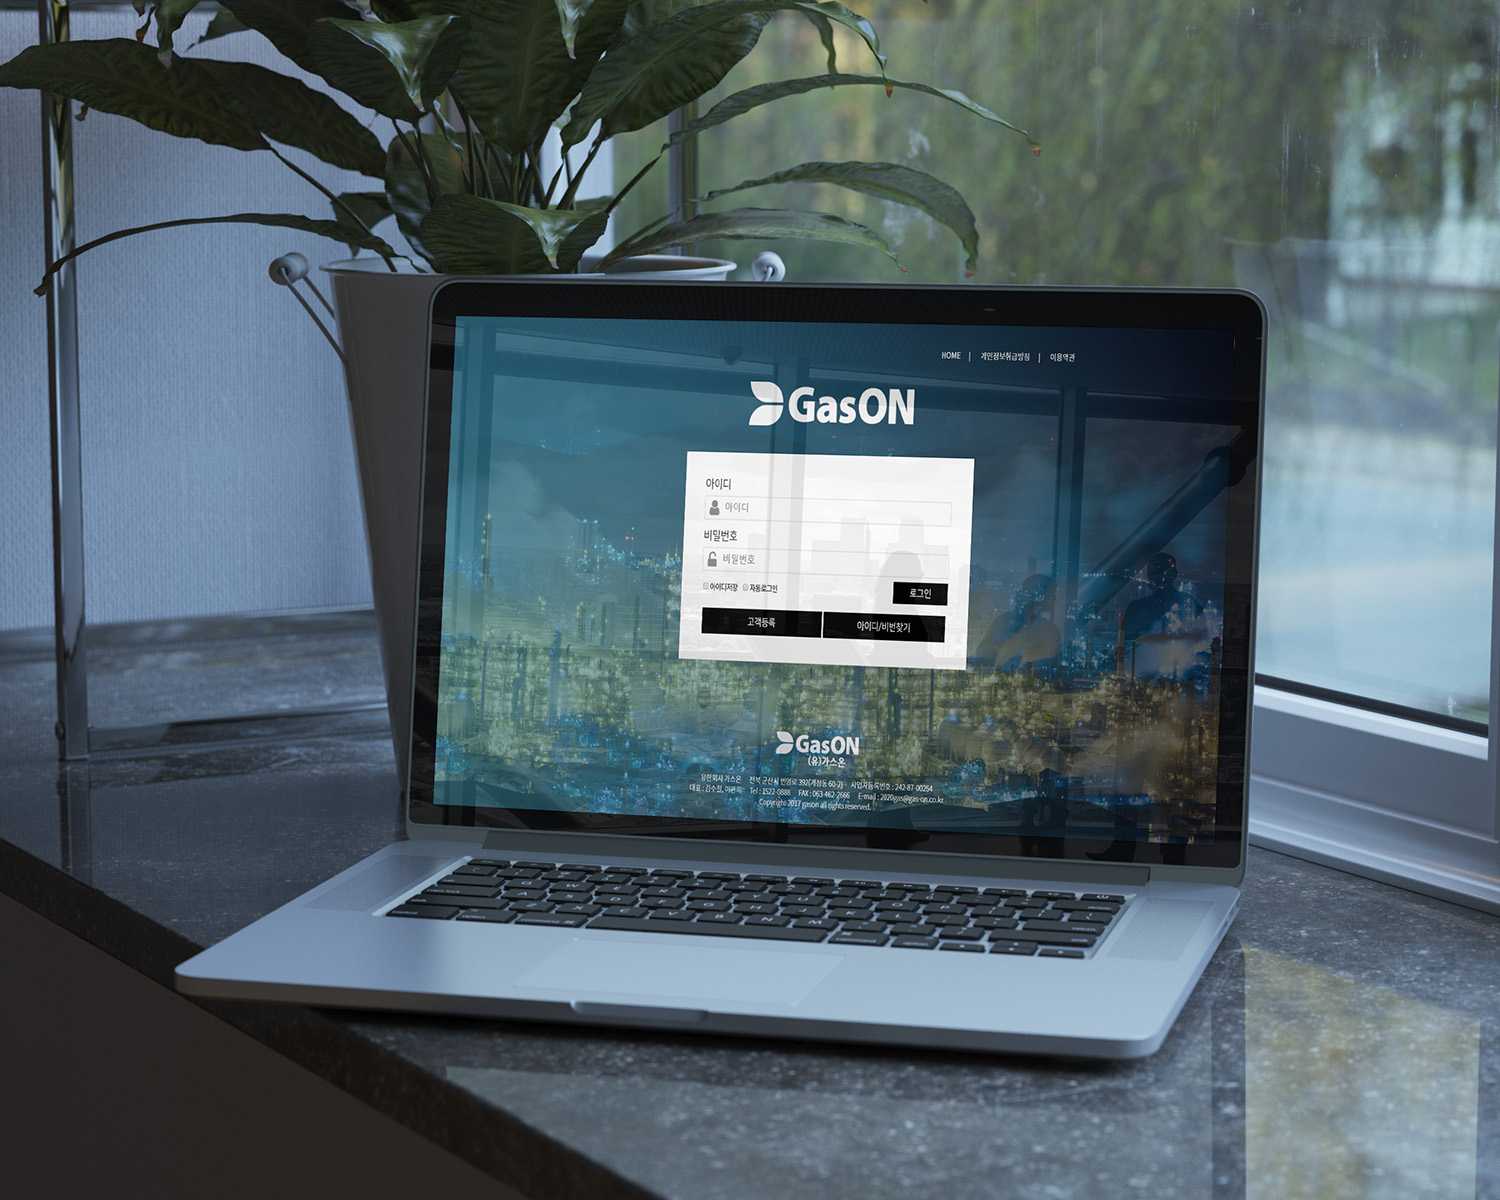 HOME | 개인정보취급방침 | 이용약관
GasON
아이디
아이디
비밀번호
비밀번호
아이디저장 자동로그인
로그인
고객등록 아이디/비번찾기
GasON
(유)가스온
유한회사 가스온 전북 군산시 번영로 392(개정동 60-2) 사업자등록번호 : 242-87-00254
대표 : 김수정, Tel : 1522-0888 FAX : 063-462-2666 E-mail : 2020gas@gas-on.co.kr
Copyright 2017 gason all rights reserved.